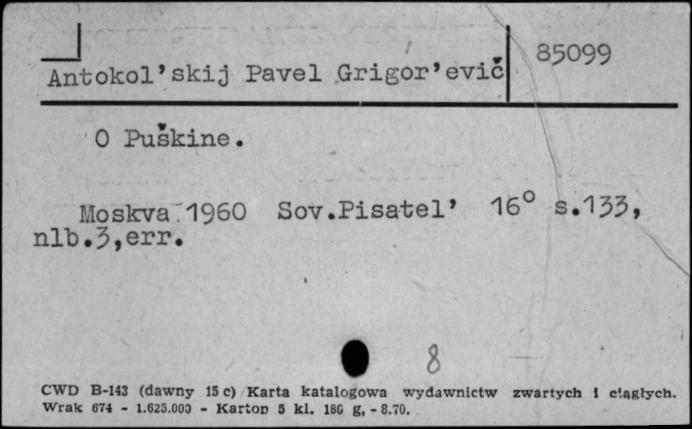 85099
Antokol'skij Pavel Grigor'evič
O Puškine.
Moskva 1960 Sov.Pisatel' 16° s.133,
nlb.3,err.
8
CWD B-143 (dawny 15 c) Karta katalogowa wydawnictw zwartych i ciągłych.
Wrak 674 - 1.625.000 - Karton 5 kl. 180 g, - 8.70.